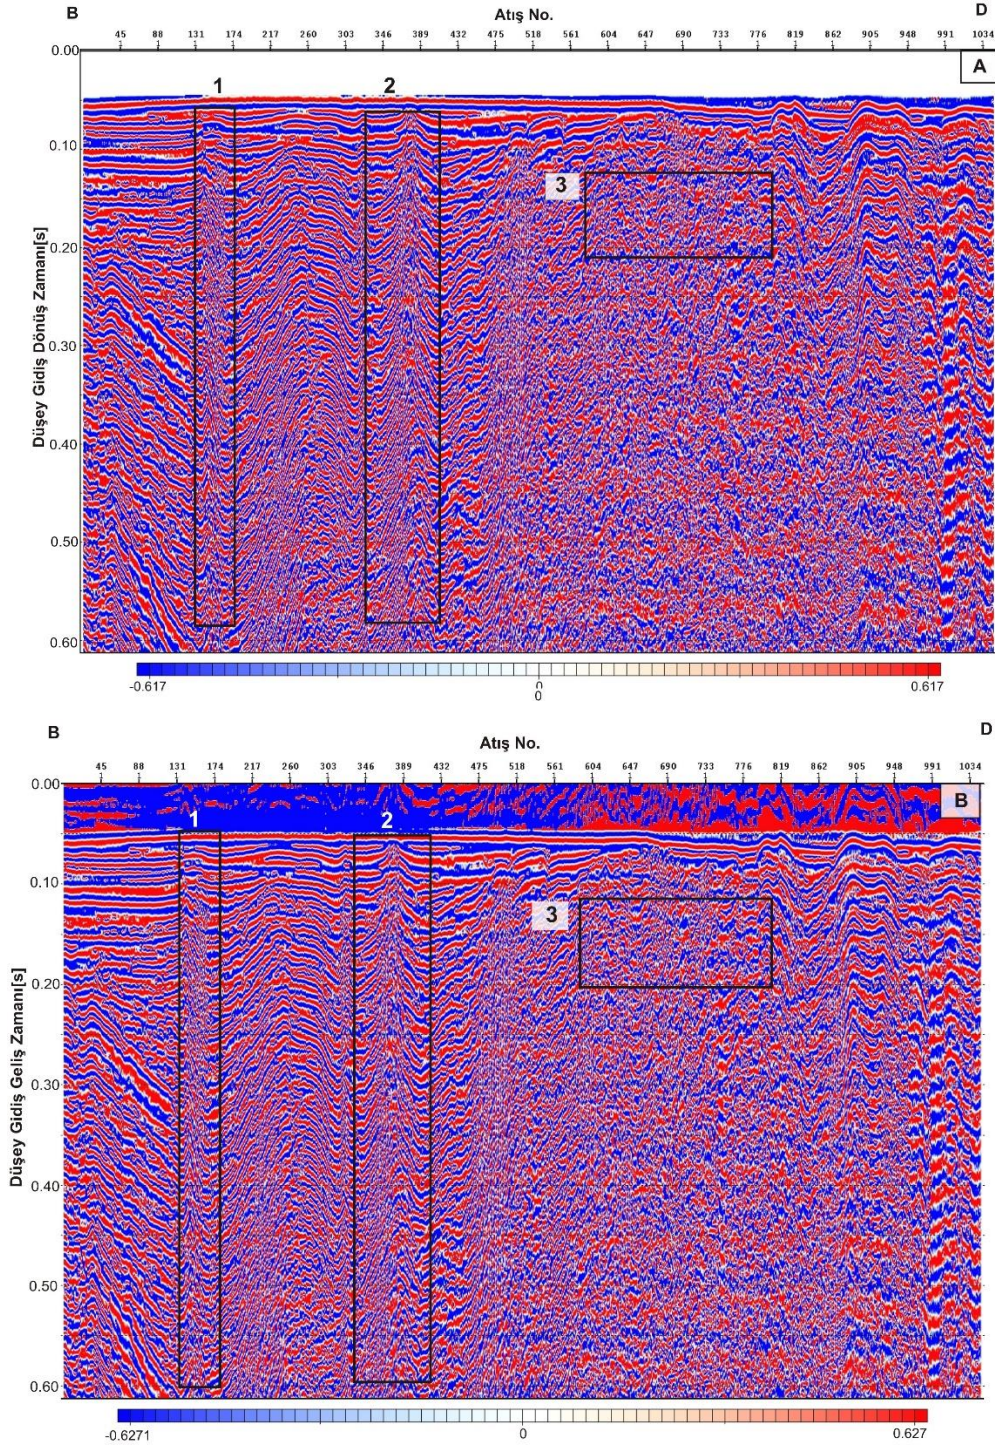 B D
Atış No.
45 88 131 174 217 260 303 346 389 432 475 518 561 604 647 690 733 776 819 862 905 948 991 1034
A
1 2
3
Düşey Gidiş Dönüş Zamanı[s]
0.00
0.10
0.20
0.30
0.40
0.50
0.60
-0.617 0 0.617
0
B D
Atış No.
45 88 131 174 217 260 303 346 389 432 475 518 561 604 647 690 733 776 819 862 905 948 991 1034
B
1 2
3
Düşey Gidiş Geliş Zamanı[s]
0.00
0.10
0.20
0.30
0.40
0.50
0.60
-0.6271 0 0.627